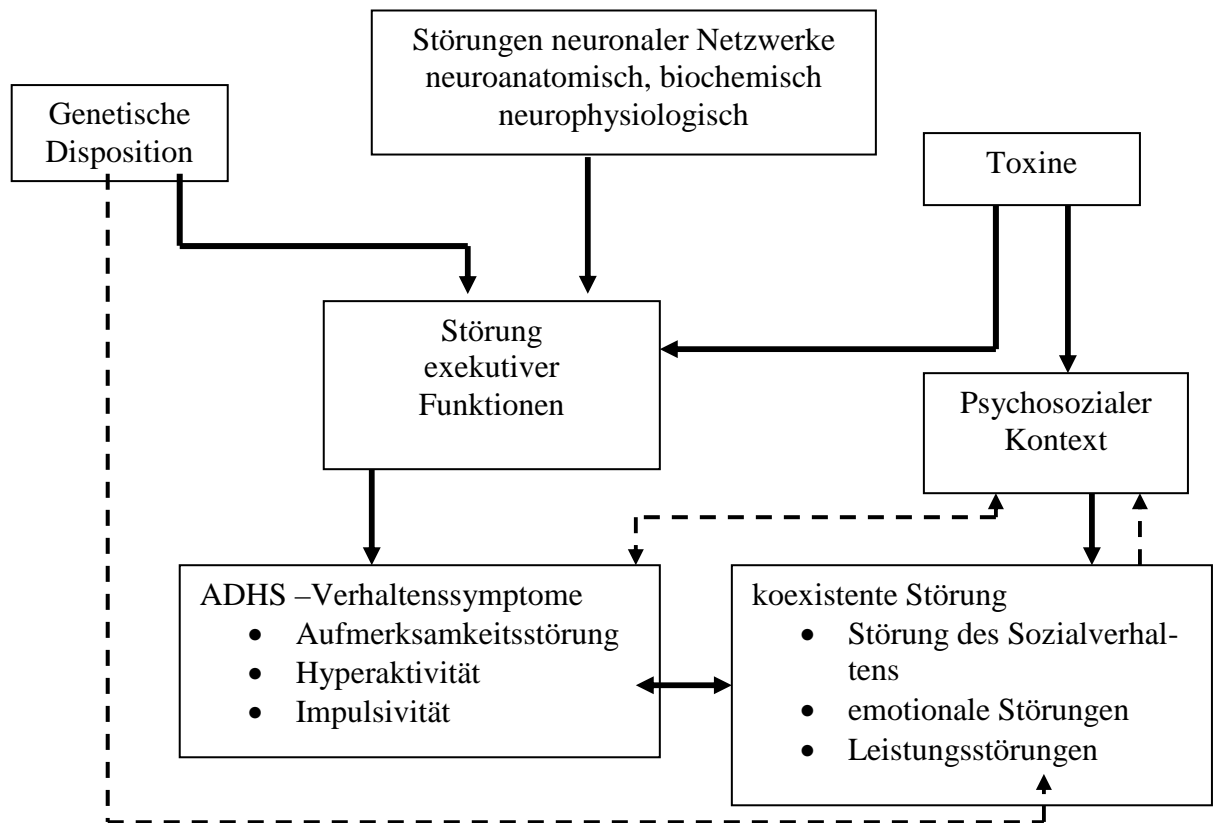 Störungen neuronaler Netzwerke
neuroanatomisch, biochemisch
neurophysiologisch
Genetische
Disposition
Toxine
Störung
exekutiver
Funktionen
Psychosozialer
Kontext
ADHS –Verhaltenssymptome
• Aufmerksamkeitsstörung
• Hyperaktivität
• Impulsivität
koexistente Störung
• Störung des Sozialverhal-
tens
• emotionale Störungen
• Leistungsstörungen